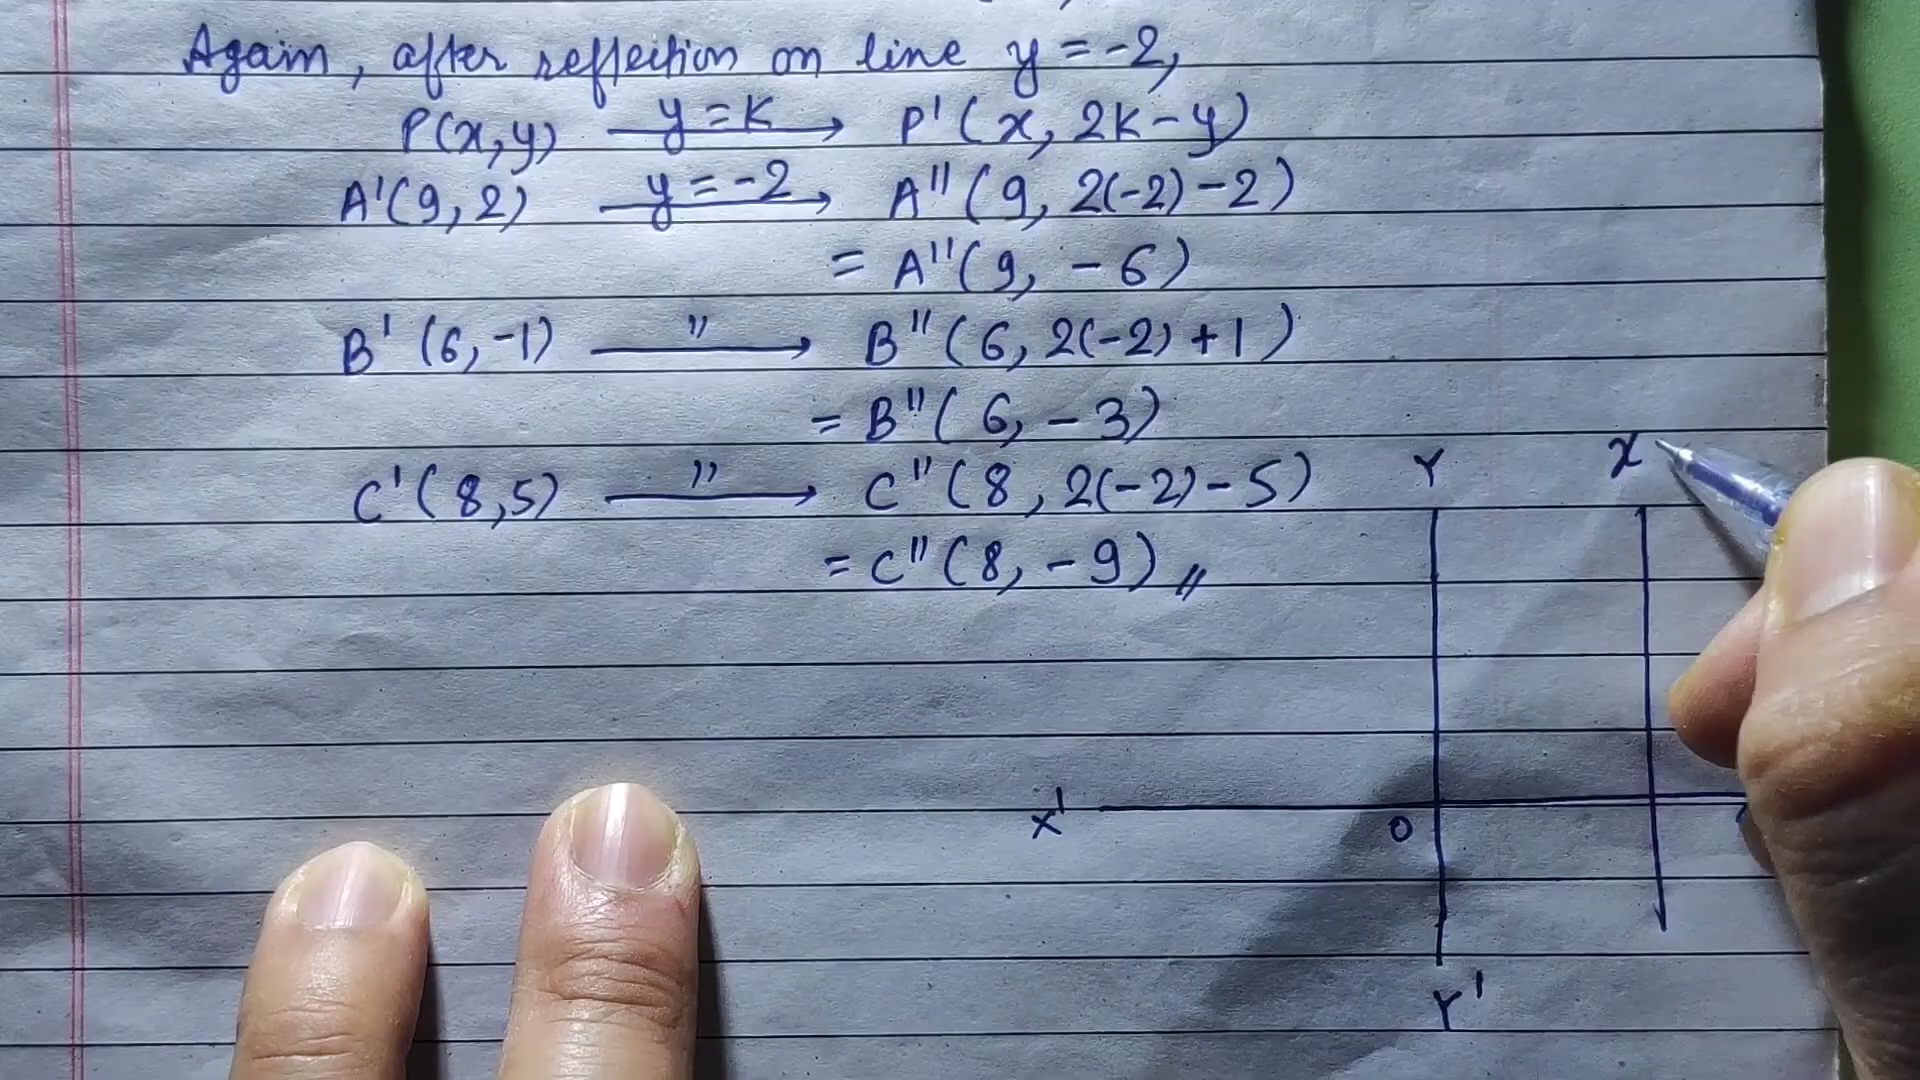 Again, after reflection on line y = -2,
P(x,y) y = k → P'(x, 2k-y)
A'(9,2) y = -2 → A"(9, 2(-2)-2)
= A"(9, -6)
B'(6,-1) " → B"(6, 2(-2)+1)
= B"(6, -3)
C'(8,5) " → C"(8, 2(-2)-5)
= C"(8, -9) "
Y x
X' O
Y'